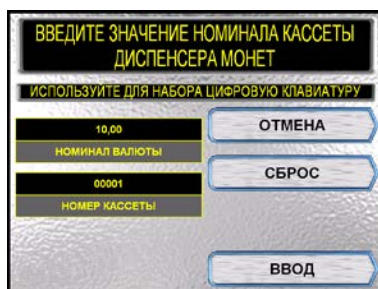 ВВЕДИТЕ ЗНАЧЕНИЕ НОМИНАЛА КАССЕТЫ
ДИСПЕНСЕРА МОНЕТ
ИСПОЛЬЗУЙТЕ ДЛЯ НАБОРА ЦИФРОВУЮ КЛАВИАТУРУ
10,00
НОМИНАЛ ВАЛЮТЫ
ОТМЕНА
00001
НОМЕР КАССЕТЫ
СБРОС
ВВОД